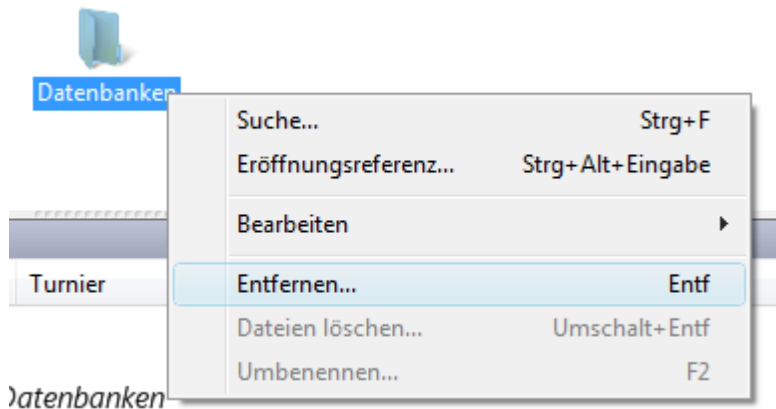 Datenbanken
Suche... Strg+F
Eröffnungsreferenz... Strg+Alt+Eingabe
Bearbeiten
Turnier
Entfernen... Entf
Dateien löschen... Umschalt+Entf
Umbenennen... F2
Datenbanken